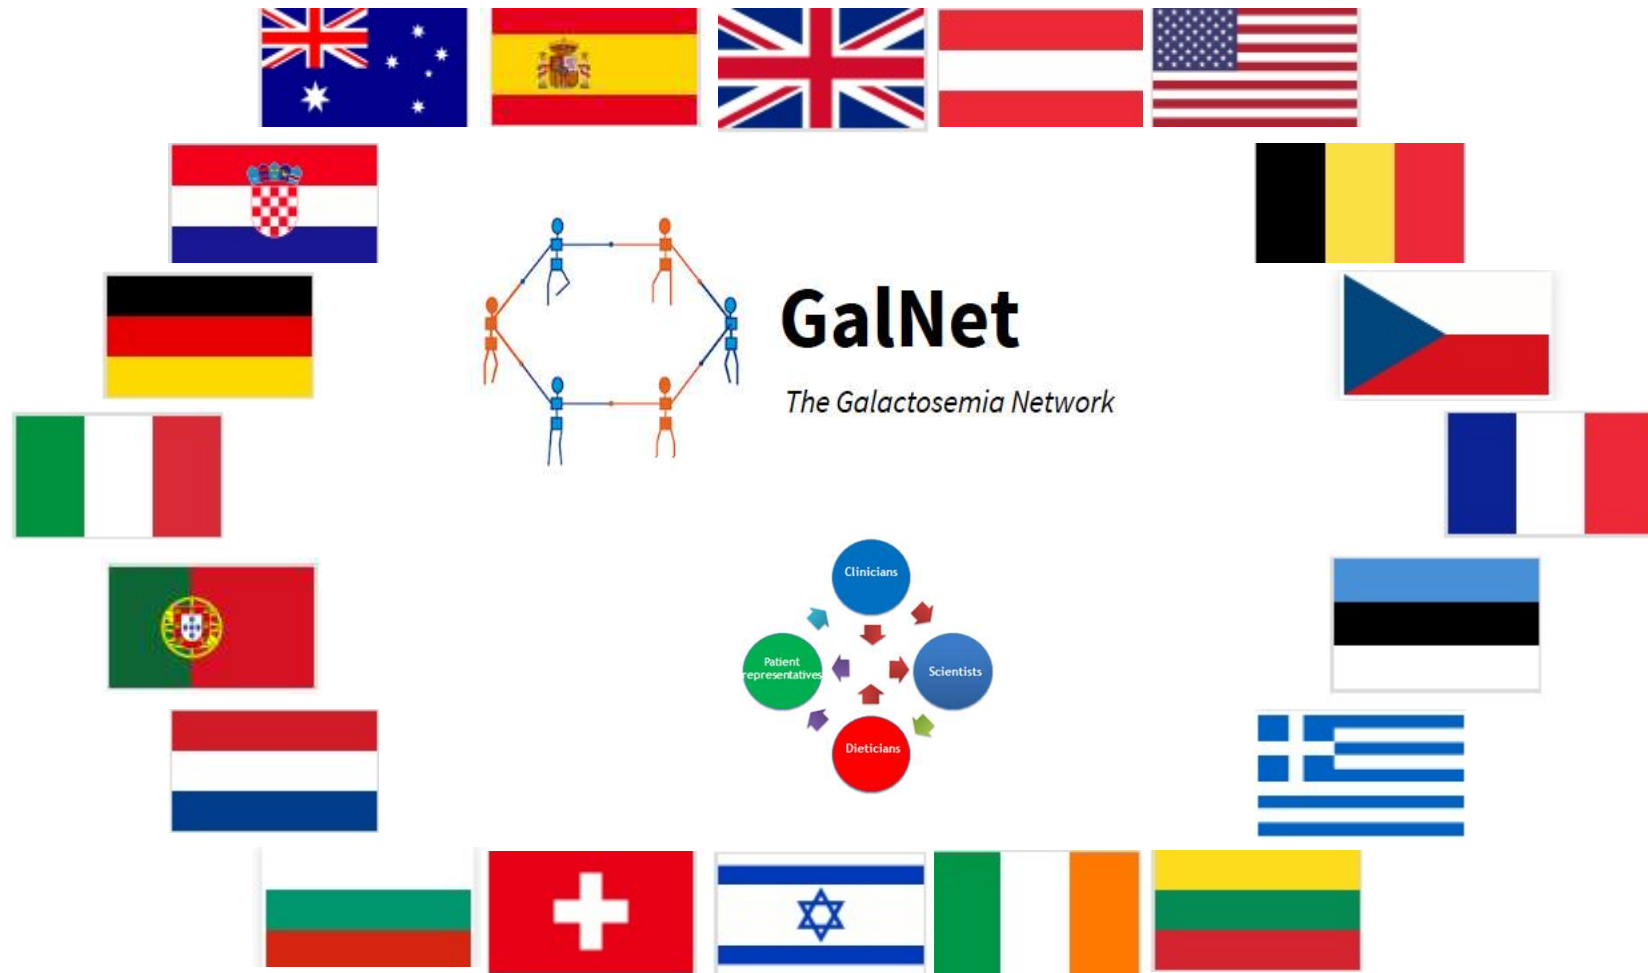 GalNet
The Galactosemia Network
Clinicians
Patient
representatives
Scientists
Dieticians